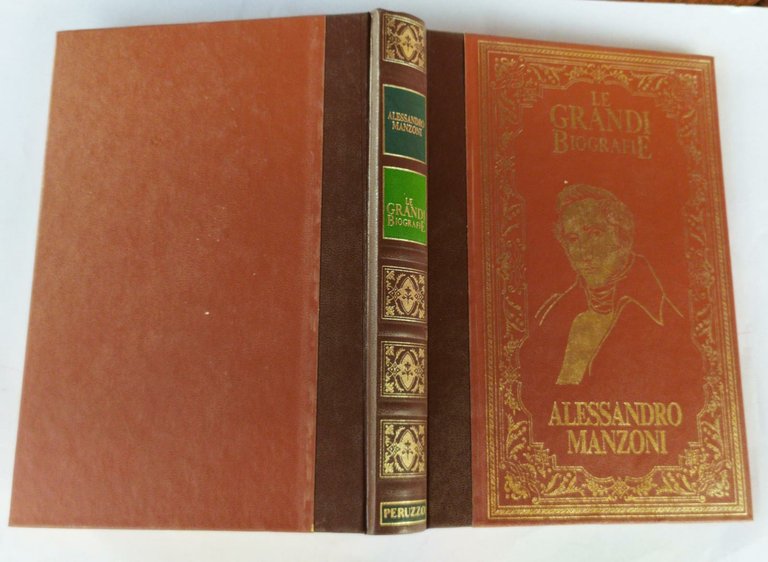 ALESSANDRO
MANZONI
LE
GRANDI
BIOGRAFIE
PERUZZO
LE
GRANDI
BIOGRAFIE
ALESSANDRO
MANZONI